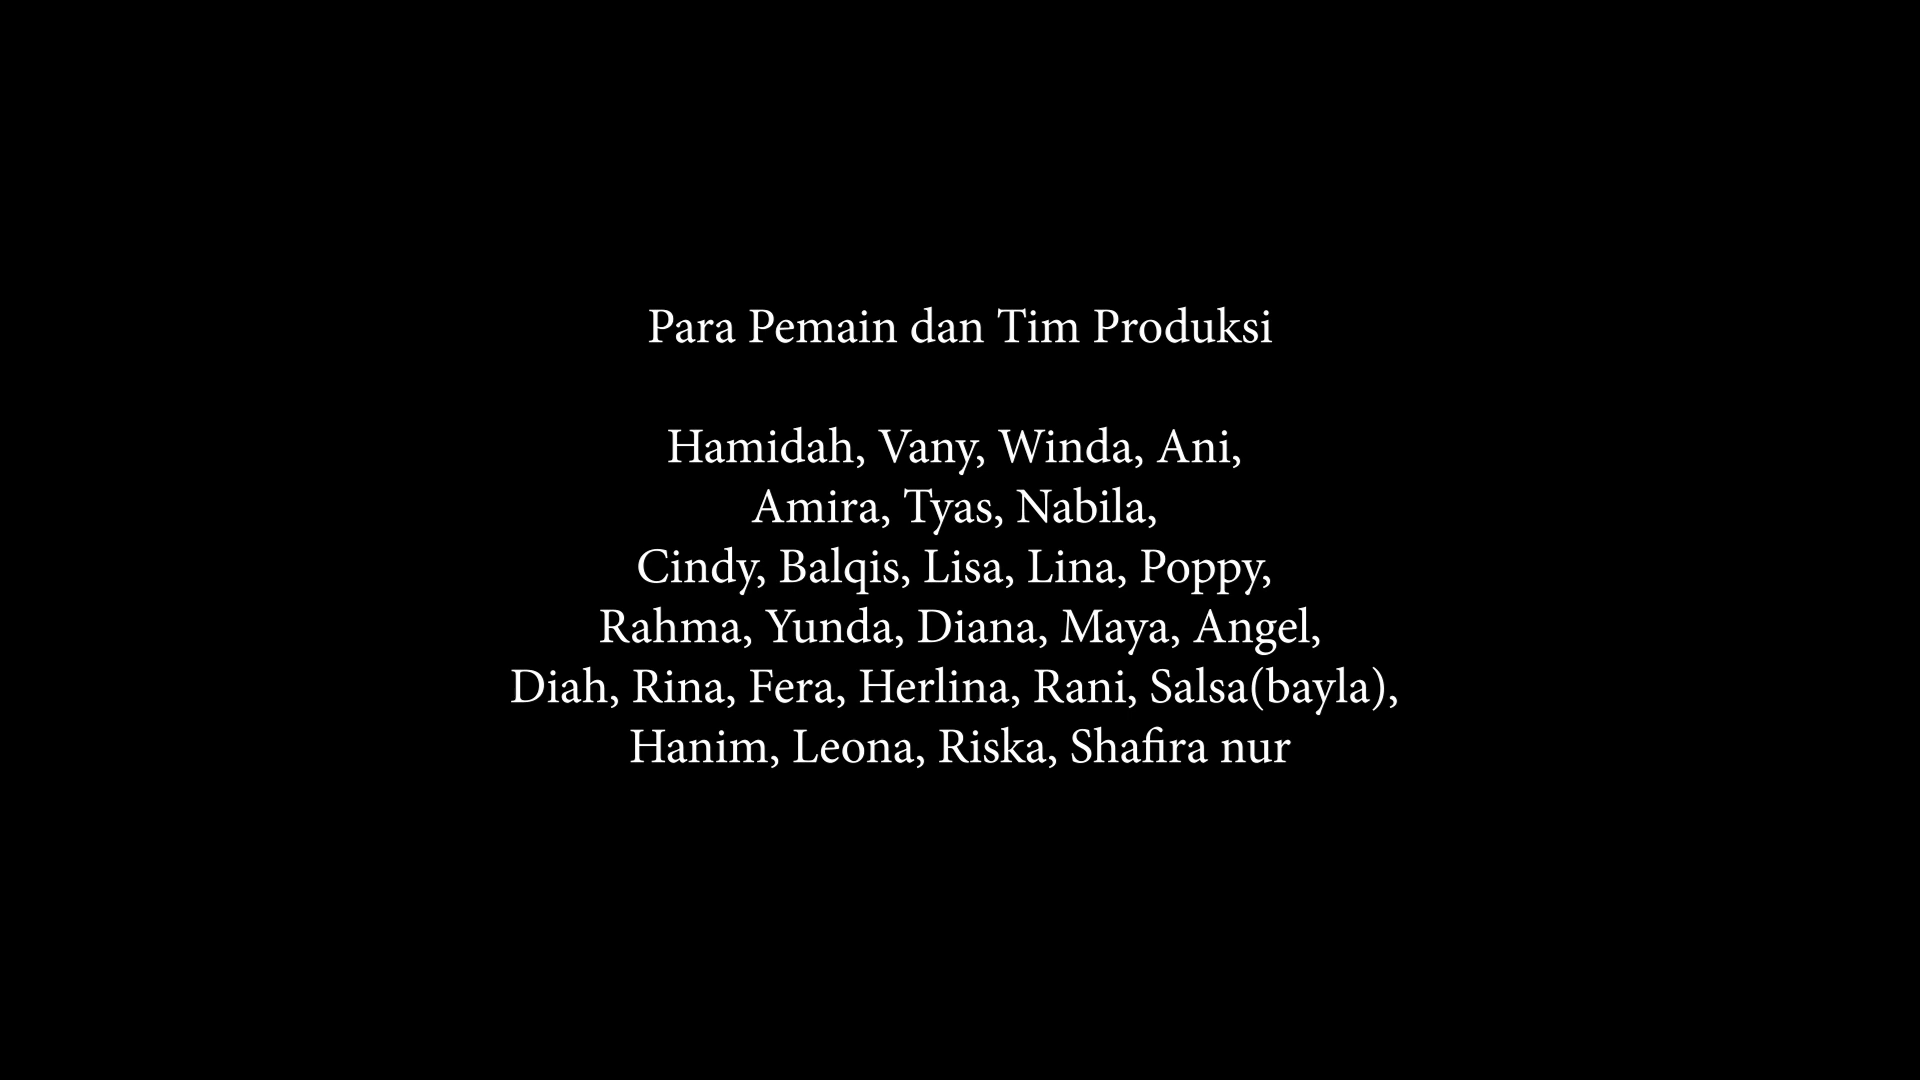 Para Pemain dan Tim Produksi
Hamidah, Vany, Winda, Ani,
Amira, Tyas, Nabila,
Cindy, Balqis, Lisa, Lina, Poppy,
Rahma, Yunda, Diana, Maya, Angel,
Diah, Rina, Fera, Herlina, Rani, Salsa(bayla),
Hanim, Leona, Riska, Shafira nur